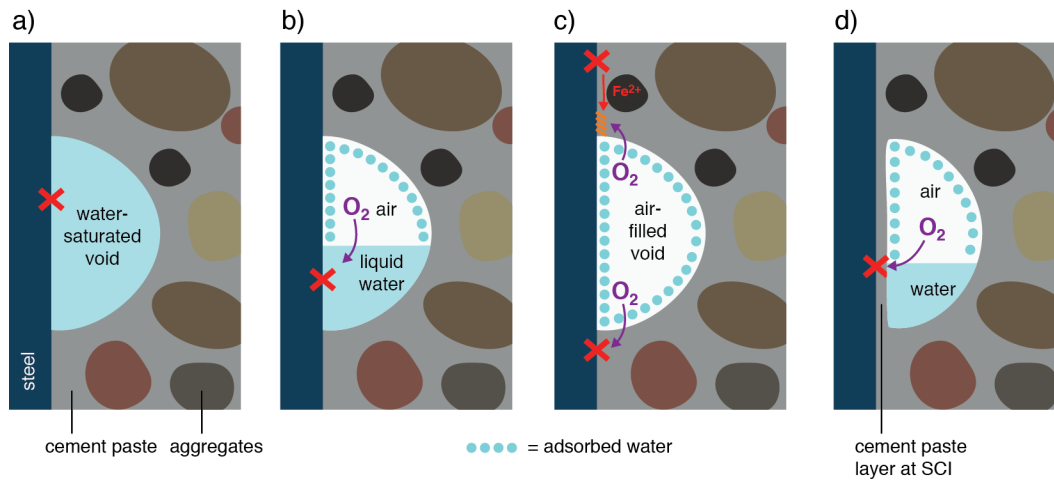 a)
water-
saturated
void
steel
cement paste
aggregates
b)
O2 air
liquid
water
c)
Fe2+
O2
air-
filled
void
O2
= adsorbed water
d)
air
O2
water
cement paste
layer at SCI